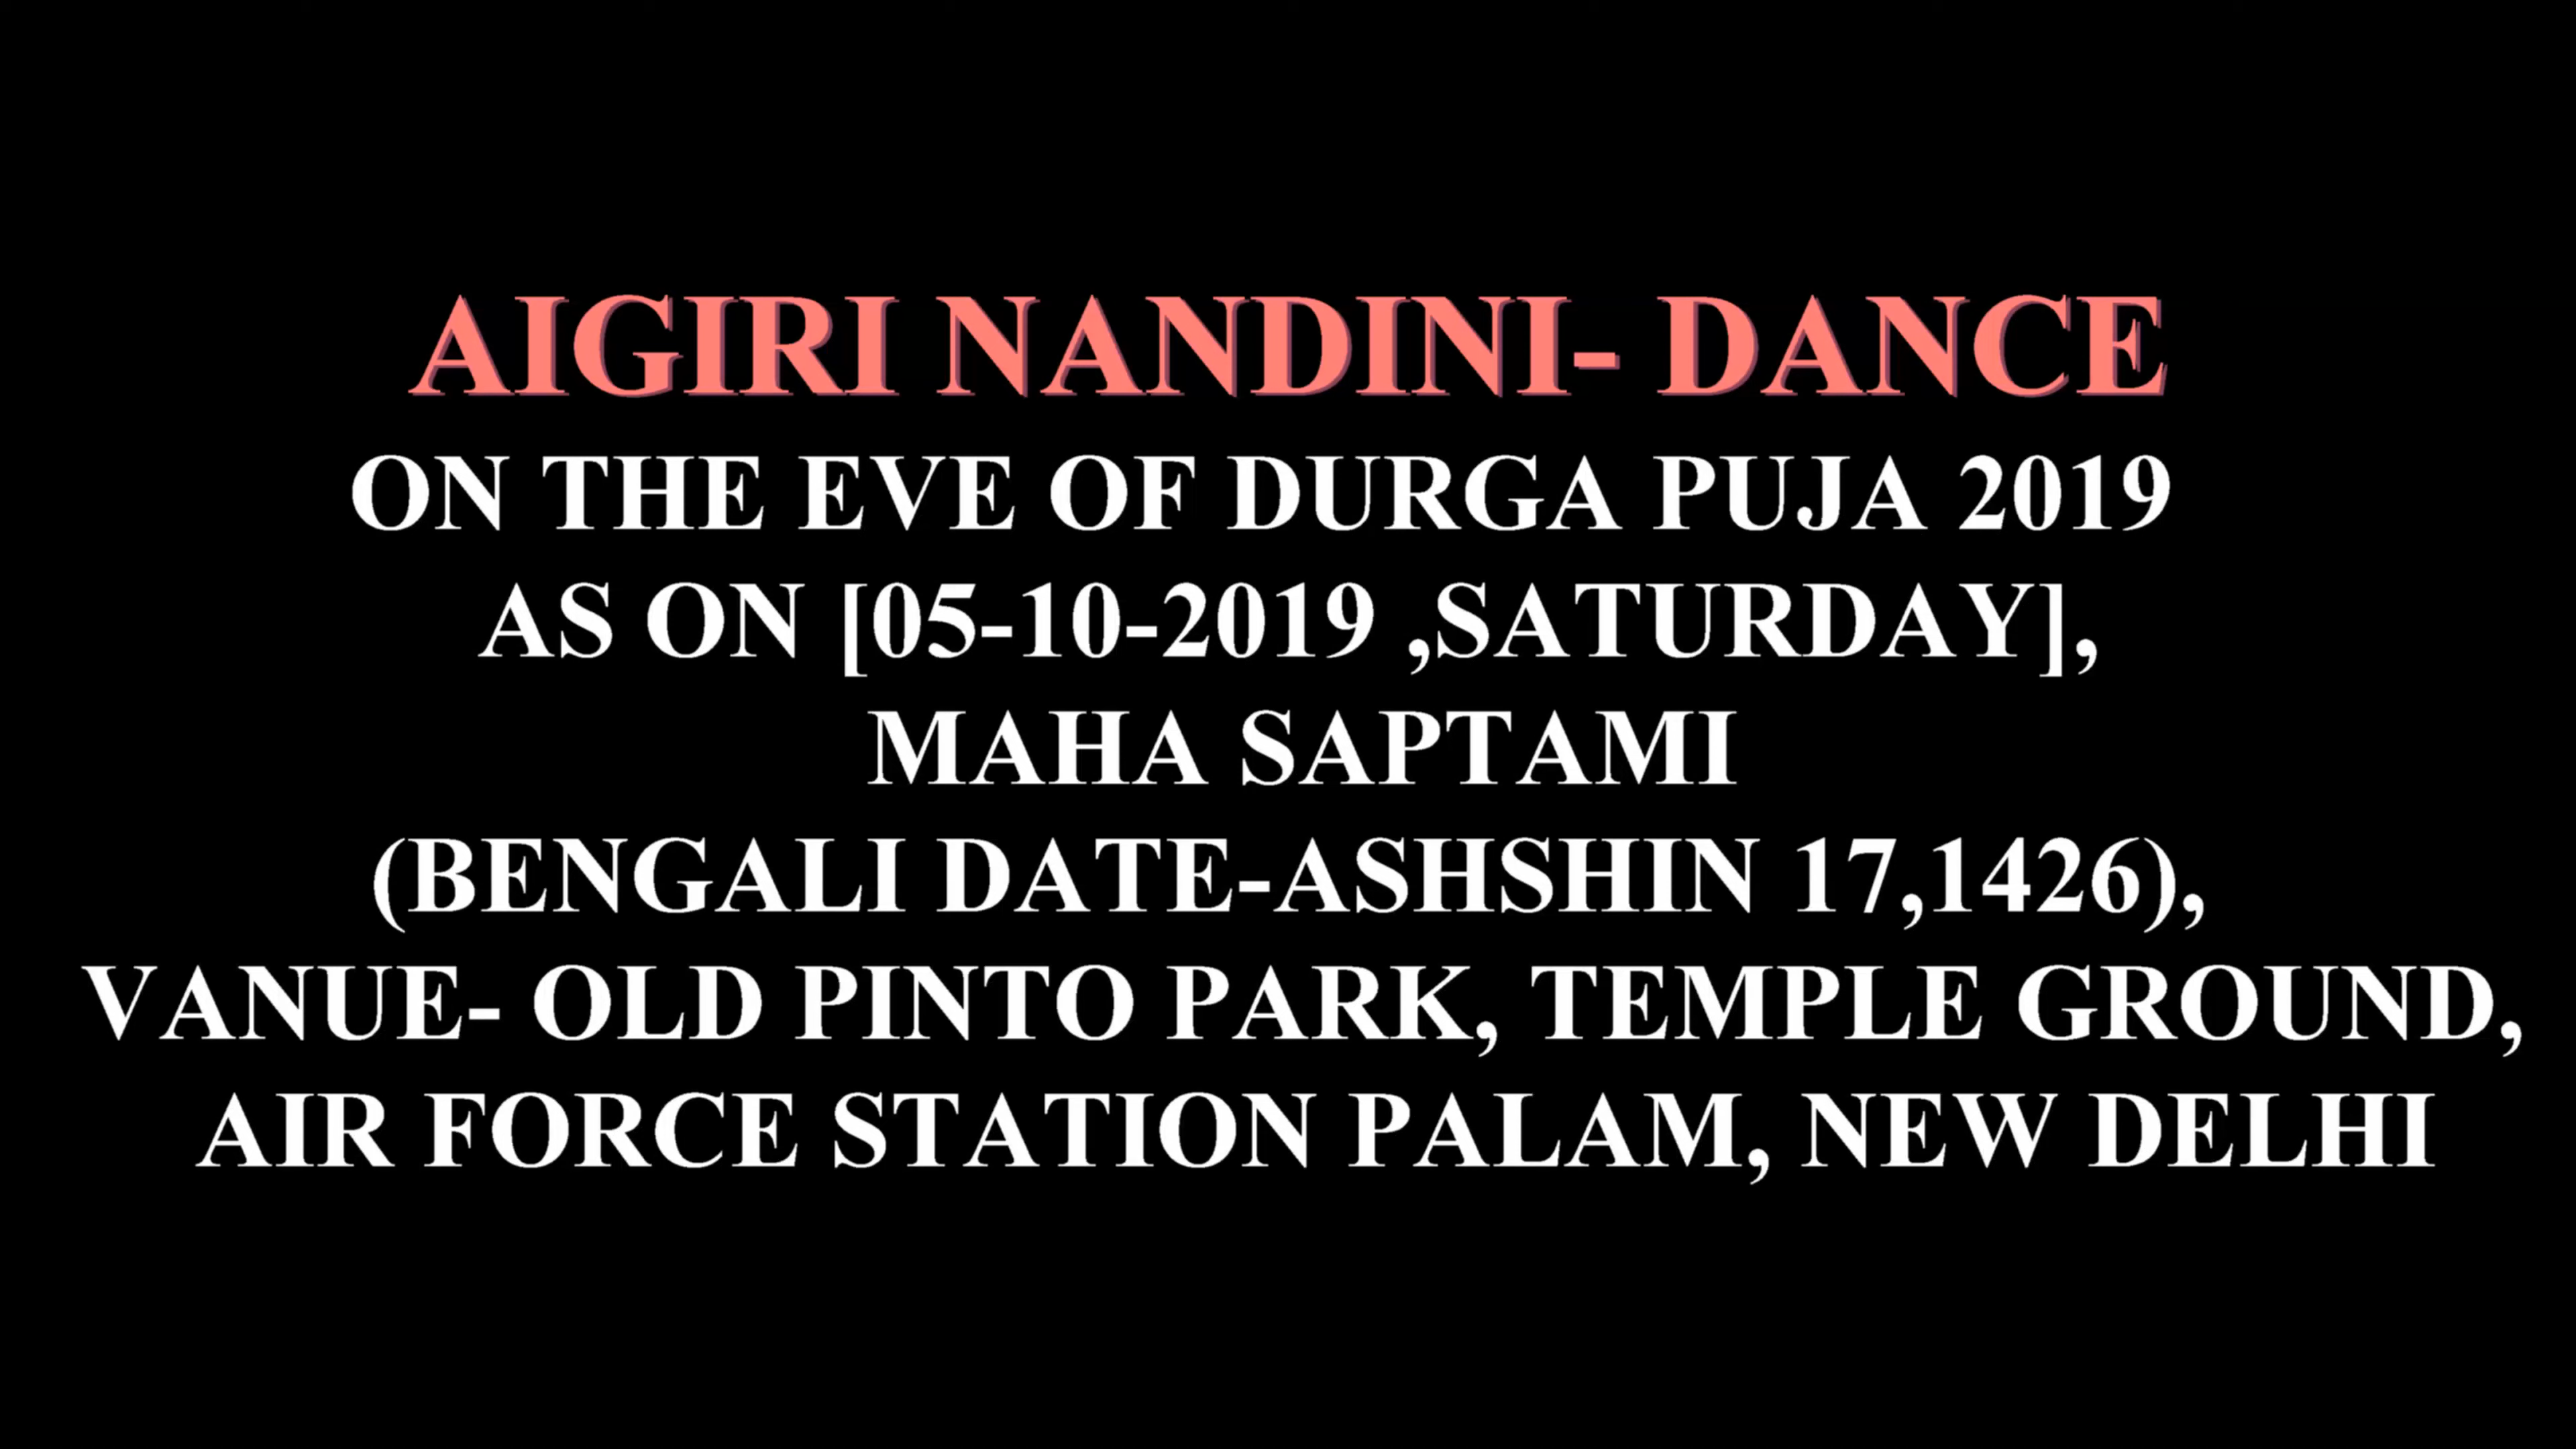 AIGIRI NANDINI- DANCE
ON THE EVE OF DURGA PUJA 2019
AS ON [05-10-2019 ,SATURDAY],
MAHA SAPTAMI
(BENGALI DATE-ASHSHIN 17,1426),
VANUE- OLD PINTO PARK, TEMPLE GROUND,
AIR FORCE STATION PALAM, NEW DELHI